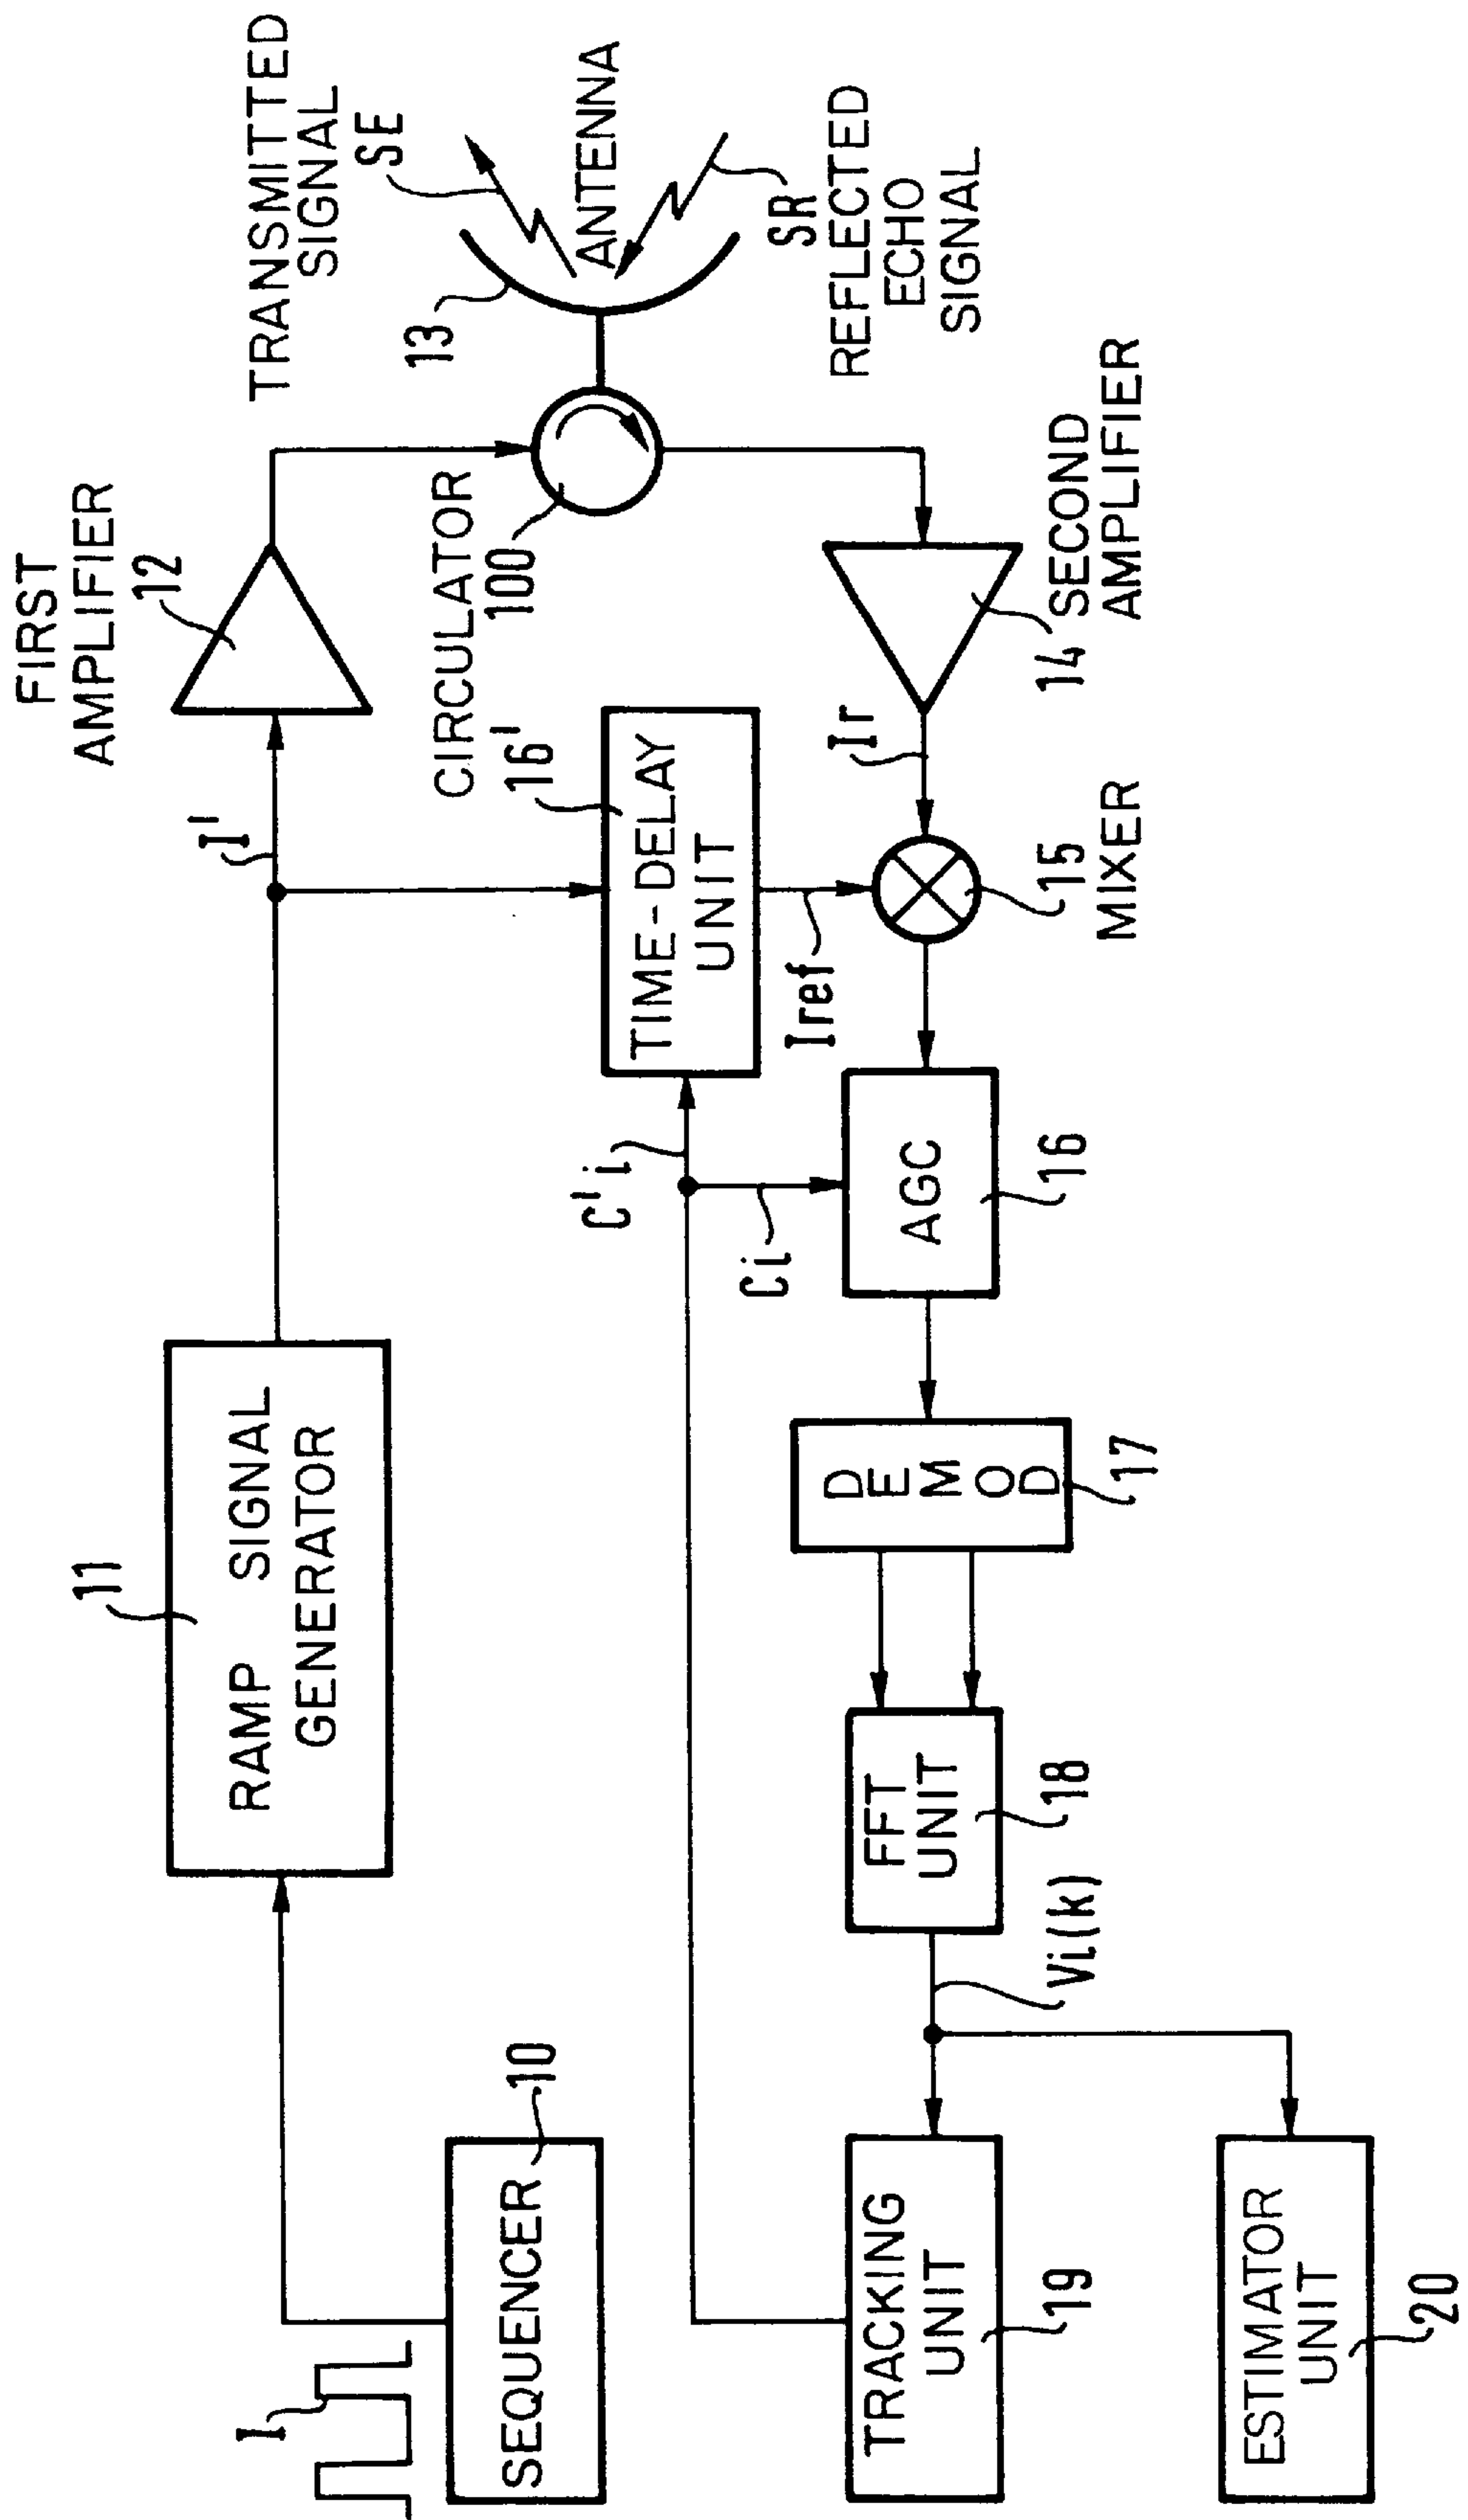 I
SEQUENCER
10
RAMP SIGNAL
GENERATOR
11
I'
FIRST
AMPLIFIER
12
CIRCULATOR
100
TRANSMITTED
SIGNAL
SE
13
ANTENNA
SR
REFLECTED
ECHO
SIGNAL
14 SECOND
AMPLIFIER
Ir
16'
TIME-DELAY
UNIT
Iref
15
MIXER
C'i
Ci
AGC
16
DEMOD
17
FFT
UNIT
18
Vi(k)
TRACKING
UNIT
19
ESTIMATOR
UNIT
20